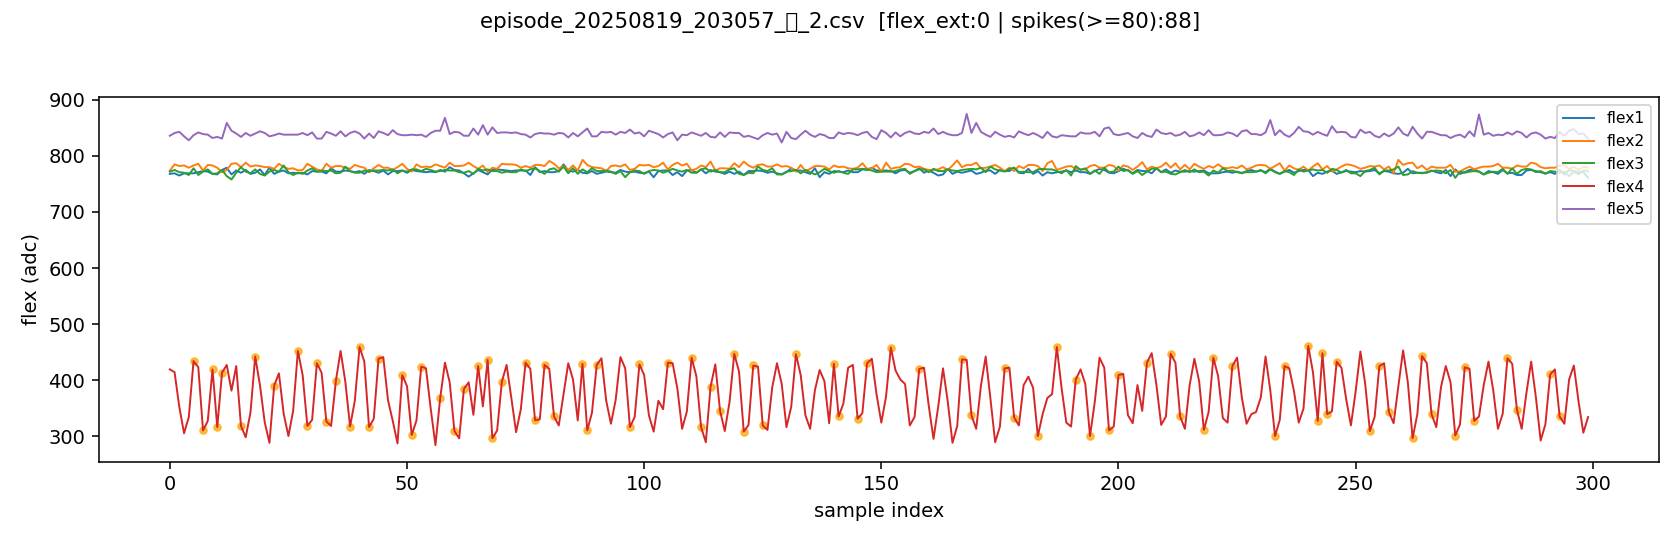 episode_20250819_203057_▯_2.csv  [flex_ext:0 | spikes(>=80):88]
900
800
700
600
500
400
300
flex (adc)
flex1
flex2
flex3
flex4
flex5
0
50
100
150
200
250
300
sample index